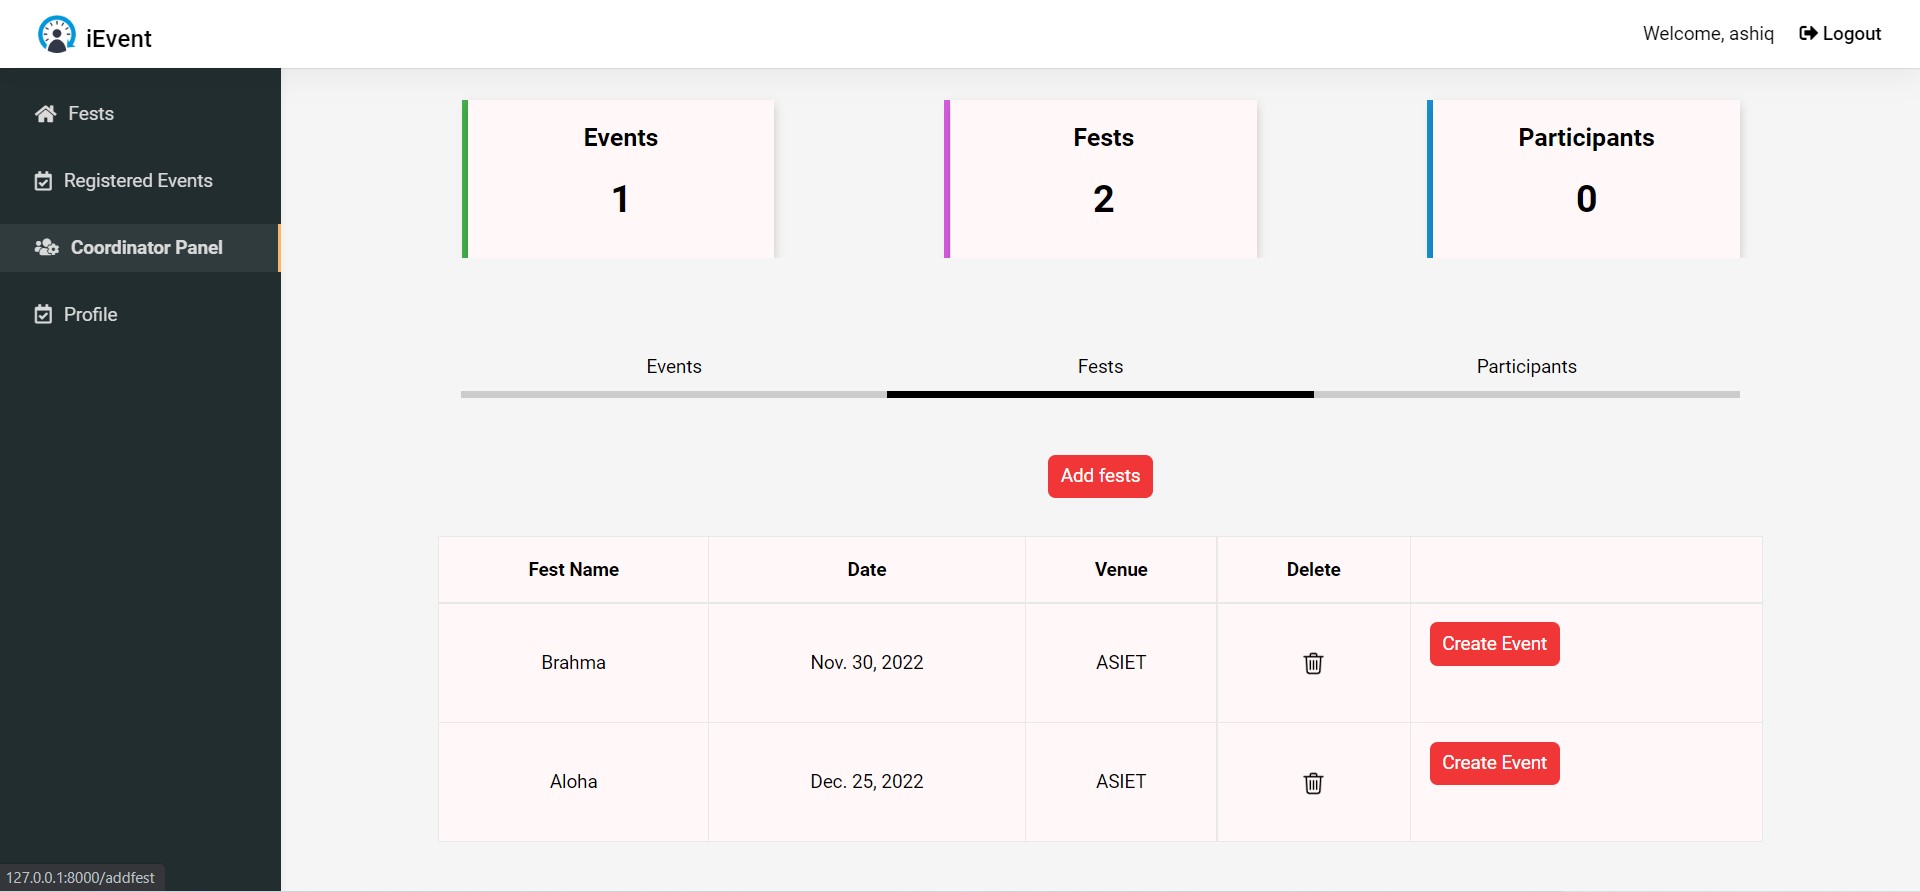 iEvent
Welcome, ashiq
Logout
Fests
Registered Events
Coordinator Panel
Profile
Events
1
Fests
2
Participants
0
Events Fests Participants
Add fests
Fest Name Date Venue Delete
Brahma Nov. 30, 2022 ASIET Create Event
Aloha Dec. 25, 2022 ASIET Create Event
127.0.0.1:8000/addfest